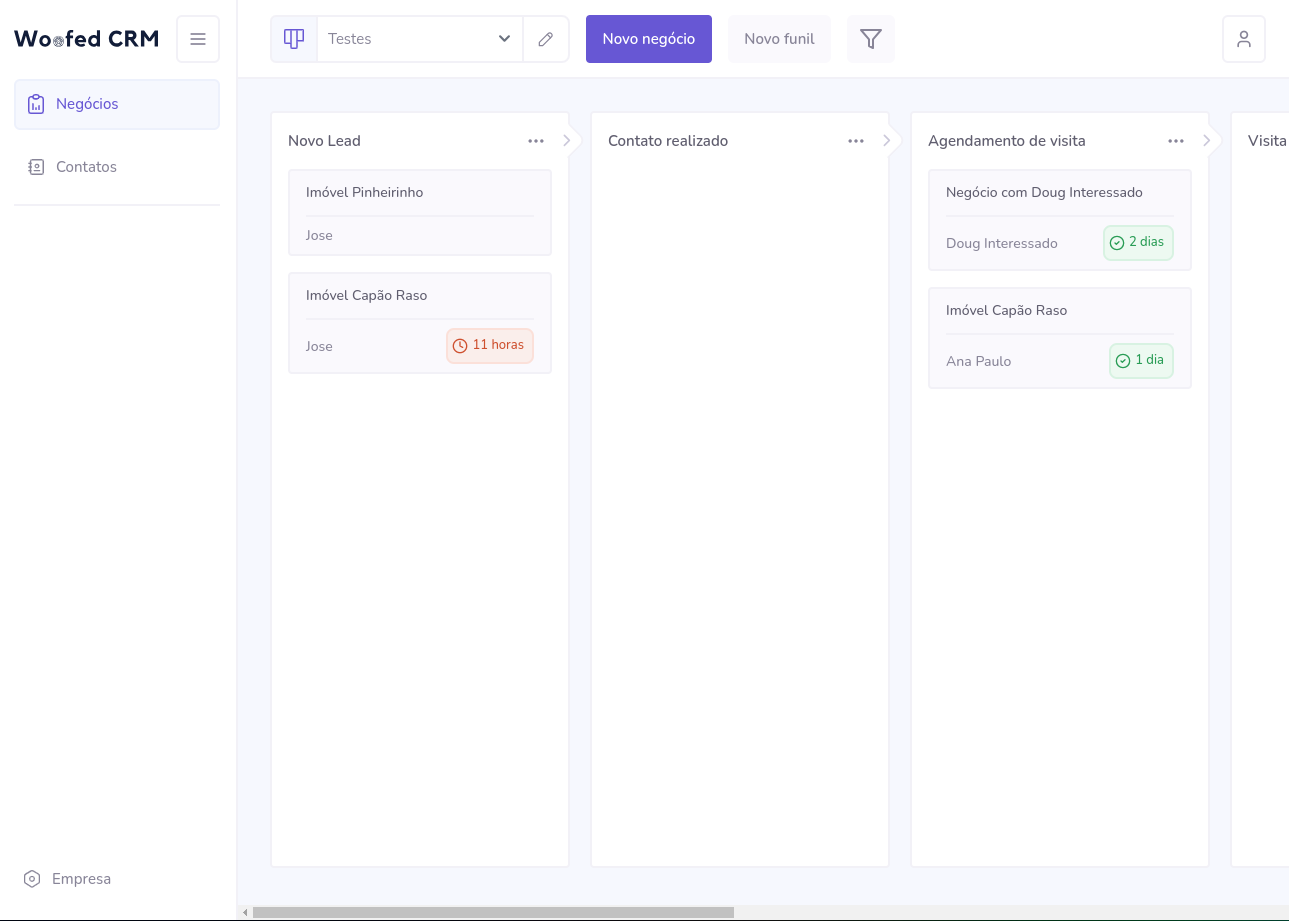 Woofed CRM
Testes
Novo negócio
Novo funil
Negócios
Contatos
Empresa
Novo Lead
Imóvel Pinheirinho
Jose
Imóvel Capão Raso
Jose
11 horas
Contato realizado
Agendamento de visita
Negócio com Doug Interessado
Doug Interessado
2 dias
Imóvel Capão Raso
Ana Paulo
1 dia
Visita